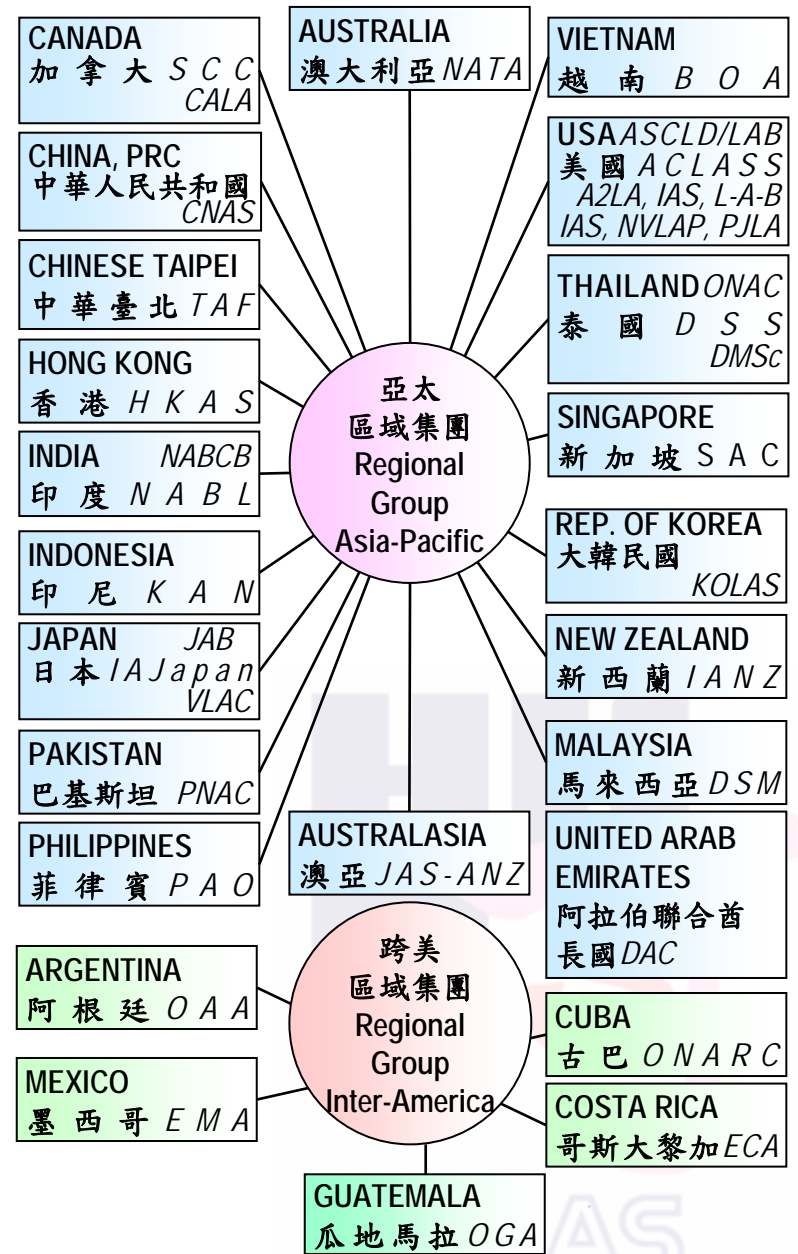 CANADA
加拿大 SCC
CALA
CHINA, PRC
中華人民共和國
CNAS
CHINESE TAIPEI
中華臺北 TAF
HONG KONG
香港 HKAS
INDIA NABCB
印度 NABL
INDONESIA
印尼 KAN
JAPAN JAB
日本 IAJapan
VLAC
PAKISTAN
巴基斯坦 PNAC
PHILIPPINES
菲律賓 PAO
AUSTRALIA
澳大利亞 NATA
亞太
區域集團
Regional
Group
Asia-Pacific
AUSTRALASIA
澳亞 JAS-ANZ
VIETNAM
越南 BOA
USA ASCLD/LAB
美國 ACLASS
A2LA, IAS, L-A-B
IAS, NVLAP, PJLA
THAILAND ONAC
泰國 DSS
DMSc
SINGAPORE
新加坡 SAC
REP. OF KOREA
大韓民國
KOLAS
NEW ZEALAND
新西蘭 IANZ
MALAYSIA
馬來西亞 DSM
UNITED ARAB
EMIRATES
阿拉伯聯合酋
長國 DAC
ARGENTINA
阿根廷 OAA
MEXICO
墨西哥 EMA
跨美
區域集團
Regional
Group
Inter-America
CUBA
古巴 ONARC
COSTA RICA
哥斯大黎加 ECA
GUATEMALA
瓜地馬拉 OGA